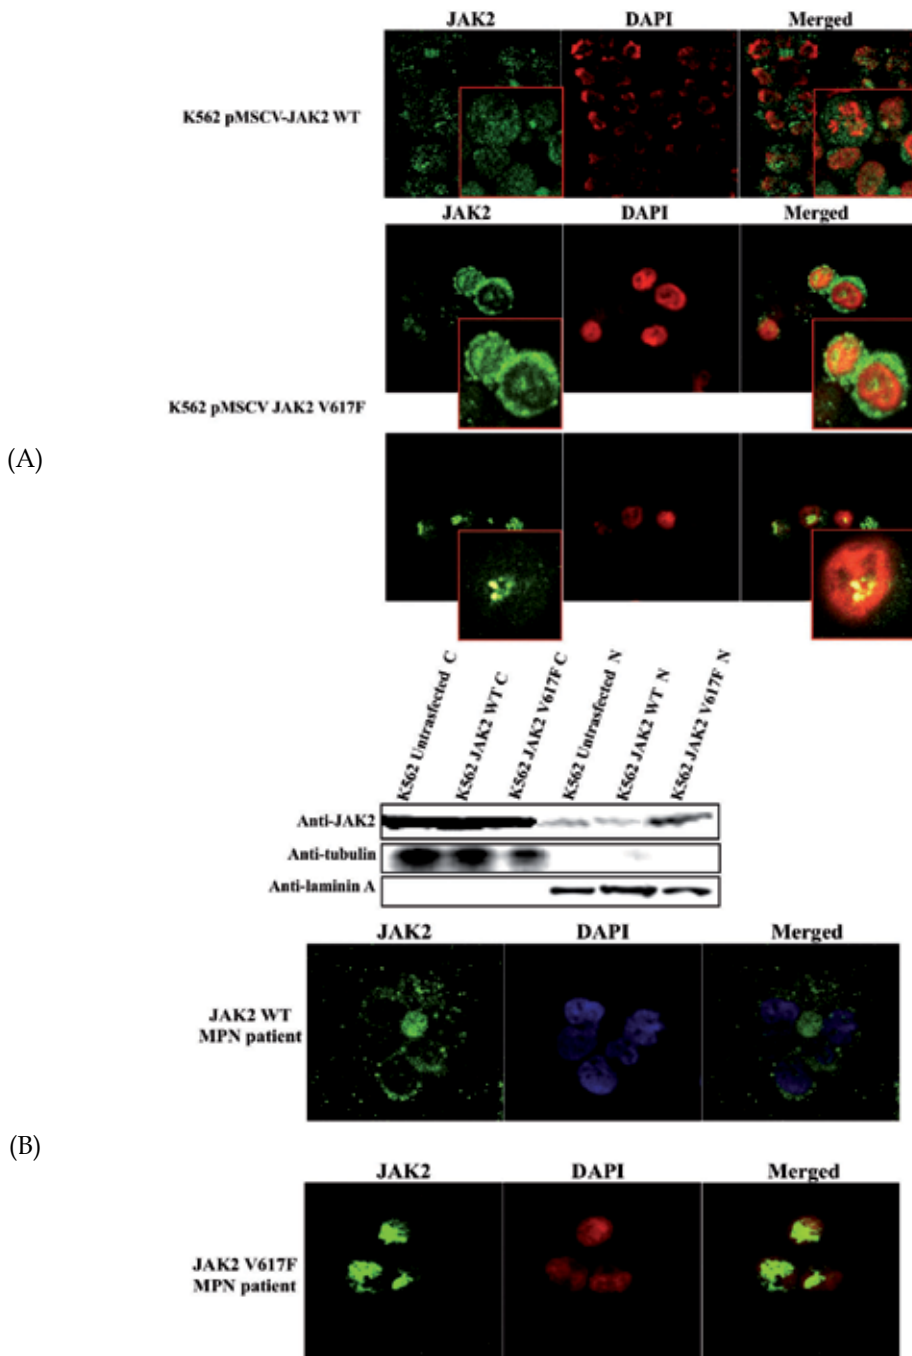 JAK2 DAPI Merged
K562 pMSCV-JAK2 WT
JAK2 DAPI Merged
K562 pMSCV JAK2 V617F
(A)
K562 Untrasfected C
K562 JAK2 WT C
K562 JAK2 V617F C
K562 Untrasfected N
K562 JAK2 WT N
K562 JAK2 V617F N
Anti-JAK2
Anti-tubulin
Anti-laminin A
JAK2 DAPI Merged
JAK2 WT
MPN patient
(B)
JAK2 DAPI Merged
JAK2 V617F
MPN patient